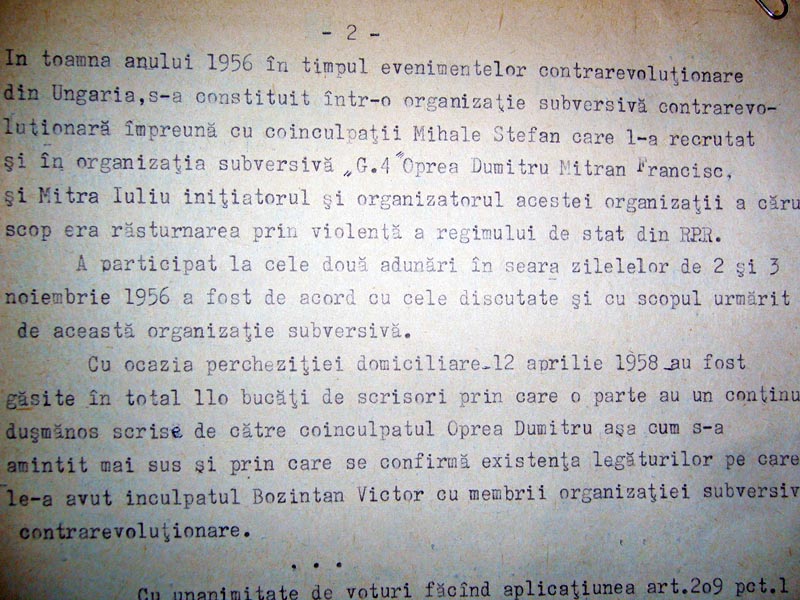 - 2 -
In toamna anului 1956 în timpul evenimentelor contrarevoluţionare
din Ungaria,s-a constituit într-o organizaţie subversivă contrarevo-
luţionară împreună cu coinculpaţii Mihale Stefan care l-a recrutat
şi în organizaţia subversivă „G.4" Oprea Dumitru Mitran Francisc,
şi Mitra Iuliu iniţiatorul şi organizatorul acestei organizaţii a căru
scop era răsturnarea prin violenţă a regimului de stat din RPR.
A participat la cele două adunări în seara zilelelor de 2 şi 3
noiembrie 1956 a fost de acord cu cele discutate şi cu scopul urmărit
de această organizaţie subversivă.
Cu ocazia percheziţiei domiciliare-12 aprilie 1958-au fost
găsite în total llo bucăţi de scrisori prin care o parte au un conţinu
duşmănos scrise de către coinculpatul Oprea Dumitru aşa cum s-a
amintit mai sus şi prin care se confirmă existenţa legăturilor pe care
le-a avut inculpatul Bozintan Victor cu membrii organizaţiei subversiv
contrarevoluţionare.
. . .
Cu unanimitate de voturi făcînd aplicaţiunea art.2o9 pct.l